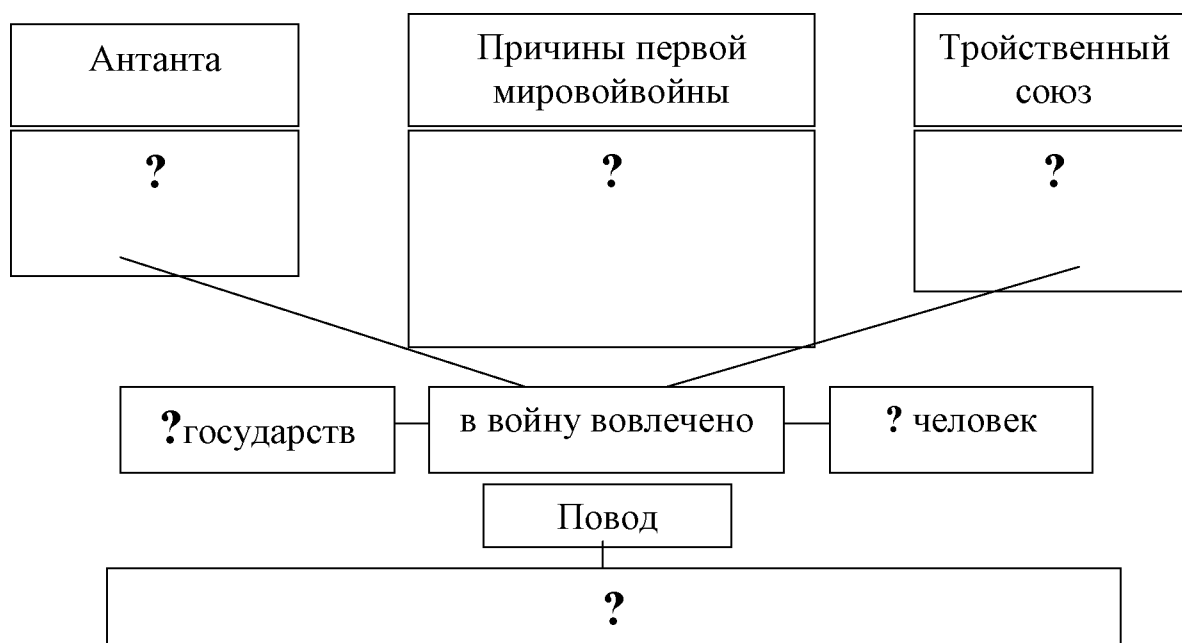 Антанта
Причины первой
мировойвойны
Тройственный
союз
?
?
?
?государств
в войну вовлечено
? человек
Повод
?